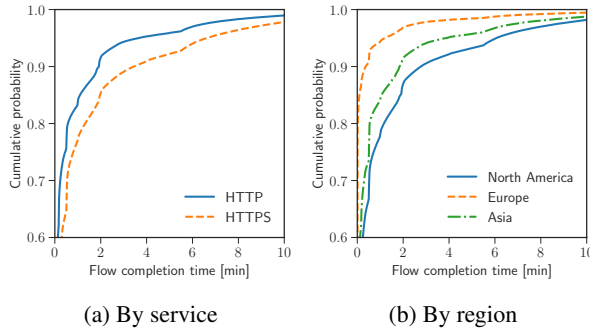 1.0
0.9
0.8
0.7
0.6
Cumulative probability
0 2 4 6 8 10
Flow completion time [min]
HTTP
HTTPS
(a) By service
1.0
0.9
0.8
0.7
0.6
Cumulative probability
0 2 4 6 8 10
Flow completion time [min]
North America
Europe
Asia
(b) By region